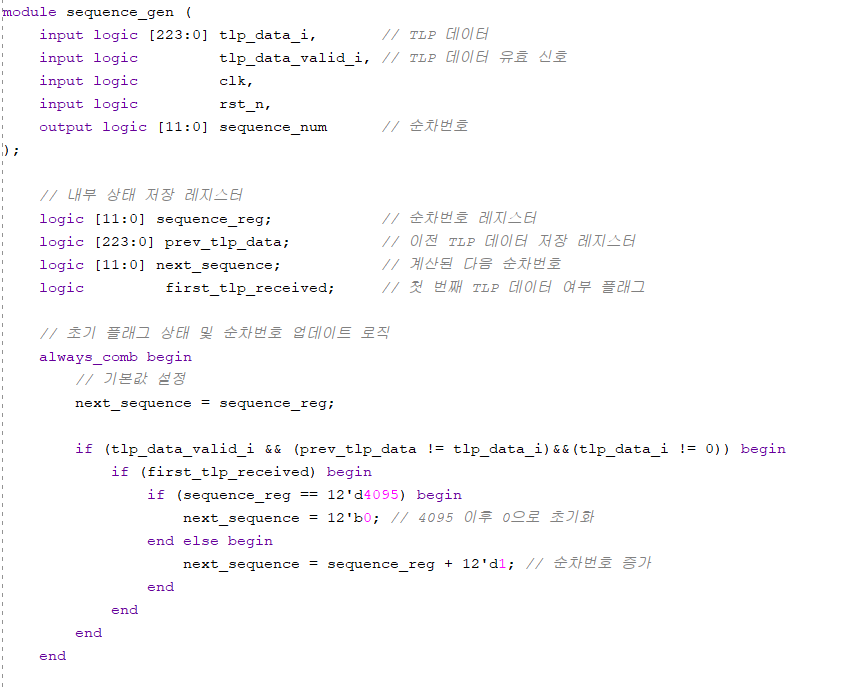 module sequence_gen (
    input logic [223:0] tlp_data_i,       // TLP 데이터
    input logic         tlp_data_valid_i, // TLP 데이터 유효 신호
    input logic         clk,
    input logic         rst_n,
    output logic [11:0] sequence_num      // 순차번호
);
    // 내부 상태 저장 레지스터
    logic [11:0] sequence_reg;            // 순차번호 레지스터
    logic [223:0] prev_tlp_data;          // 이전 TLP 데이터 저장 레지스터
    logic [11:0] next_sequence;           // 계산된 다음 순차번호
    logic         first_tlp_received;     // 첫 번째 TLP 데이터 여부 플래그
    // 초기 플래그 상태 및 순차번호 업데이트 로직
    always_comb begin
        // 기본값 설정
        next_sequence = sequence_reg;
        if (tlp_data_valid_i && (prev_tlp_data != tlp_data_i)&&(tlp_data_i != 0)) begin
            if (first_tlp_received) begin
                if (sequence_reg == 12'd4095) begin
                    next_sequence = 12'b0; // 4095 이후 0으로 초기화
                end else begin
                    next_sequence = sequence_reg + 12'd1; // 순차번호 증가
                end
            end
        end
    end